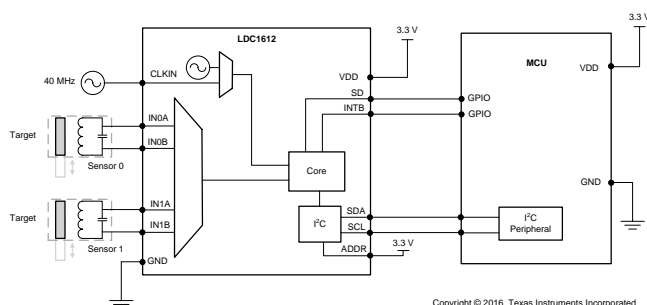 LDC1612
3.3 V
3.3 V
MCU
40 MHz
CLKIN
VDD
VDD
SD
GPIO
INTB
GPIO
IN0A
Target
IN0B
Sensor 0
Core
GND
IN1A
Target
IN1B
Sensor 1
I²C
SDA
SCL
I²C
Peripheral
ADDR
3.3 V
GND
Copyright © 2016, Texas Instruments Incorporated